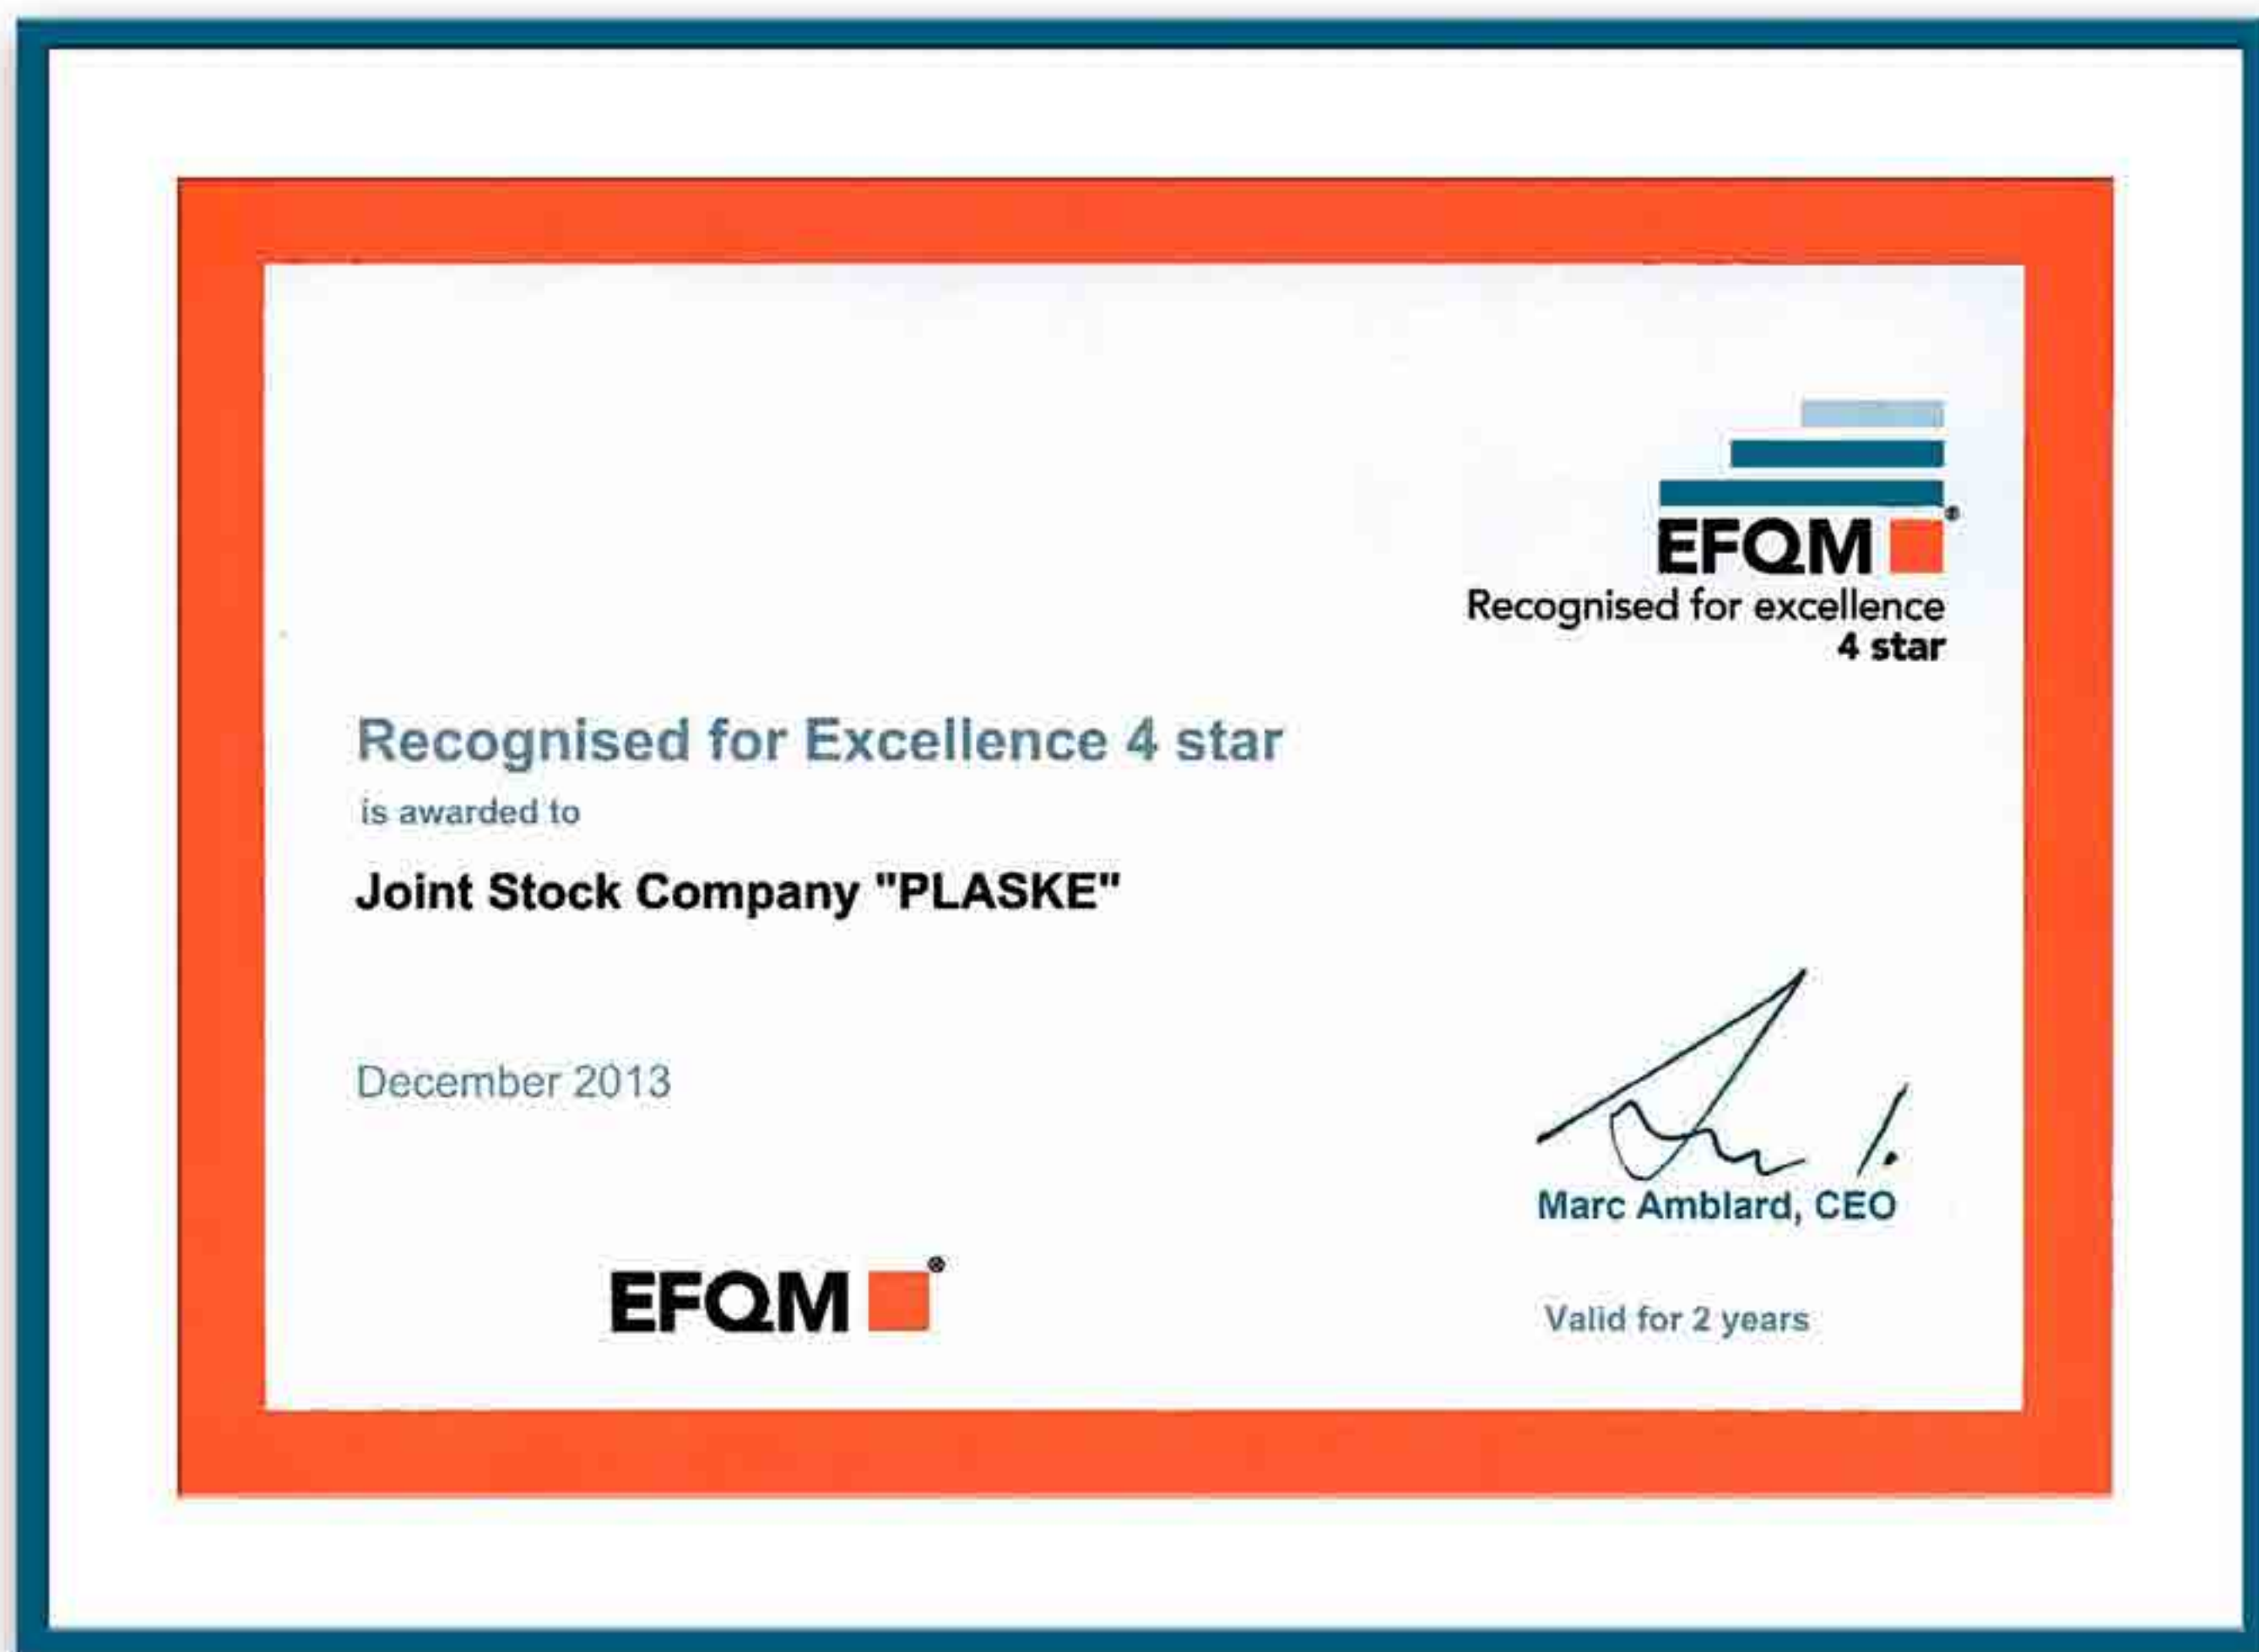 EFQM®
Recognised for excellence
4 star
Recognised for Excellence 4 star
is awarded to
Joint Stock Company "PLASKE"
December 2013
Marc Amblard, CEO
EFQM®
Valid for 2 years